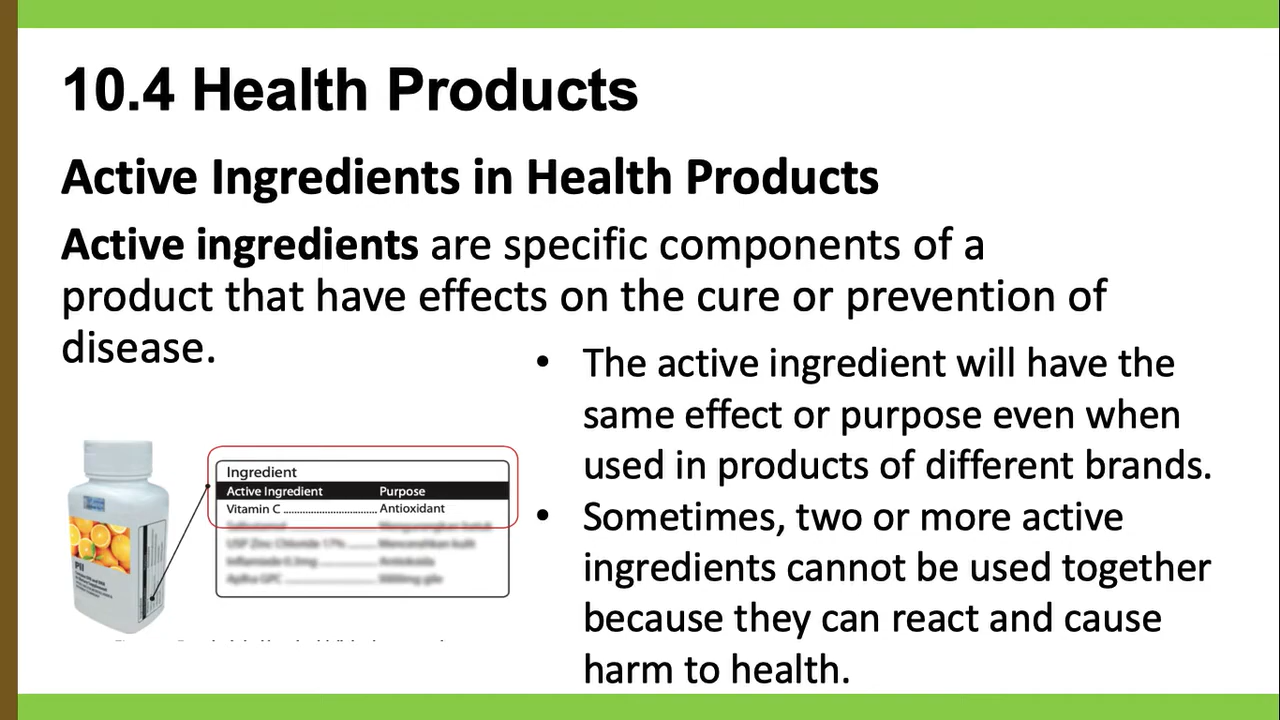 10.4 Health Products
Active Ingredients in Health Products
Active ingredients are specific components of a
product that have effects on the cure or prevention of
disease.
• The active ingredient will have the
same effect or purpose even when
used in products of different brands.
• Sometimes, two or more active
ingredients cannot be used together
because they can react and cause
harm to health.
Ingredient
Active Ingredient Purpose
Vitamin C .................................. Antioxidant